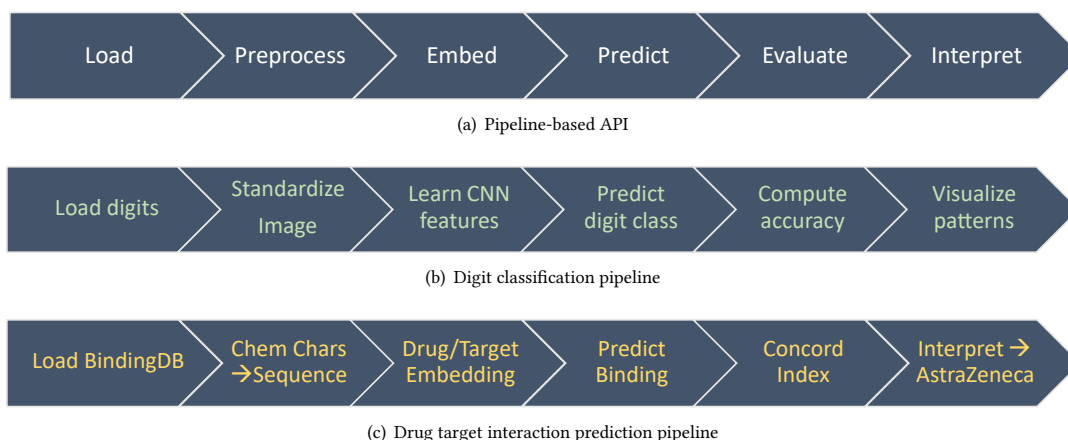 Load Preprocess Embed Predict Evaluate Interpret
(a) Pipeline-based API
Load digits
Standardize
Image
Learn CNN
features
Predict
digit class
Compute
accuracy
Visualize
patterns
(b) Digit classification pipeline
Load BindingDB
Chem Chars
→Sequence
Drug/Target
Embedding
Predict
Binding
Concord
Index
Interpret →
AstraZeneca
(c) Drug target interaction prediction pipeline